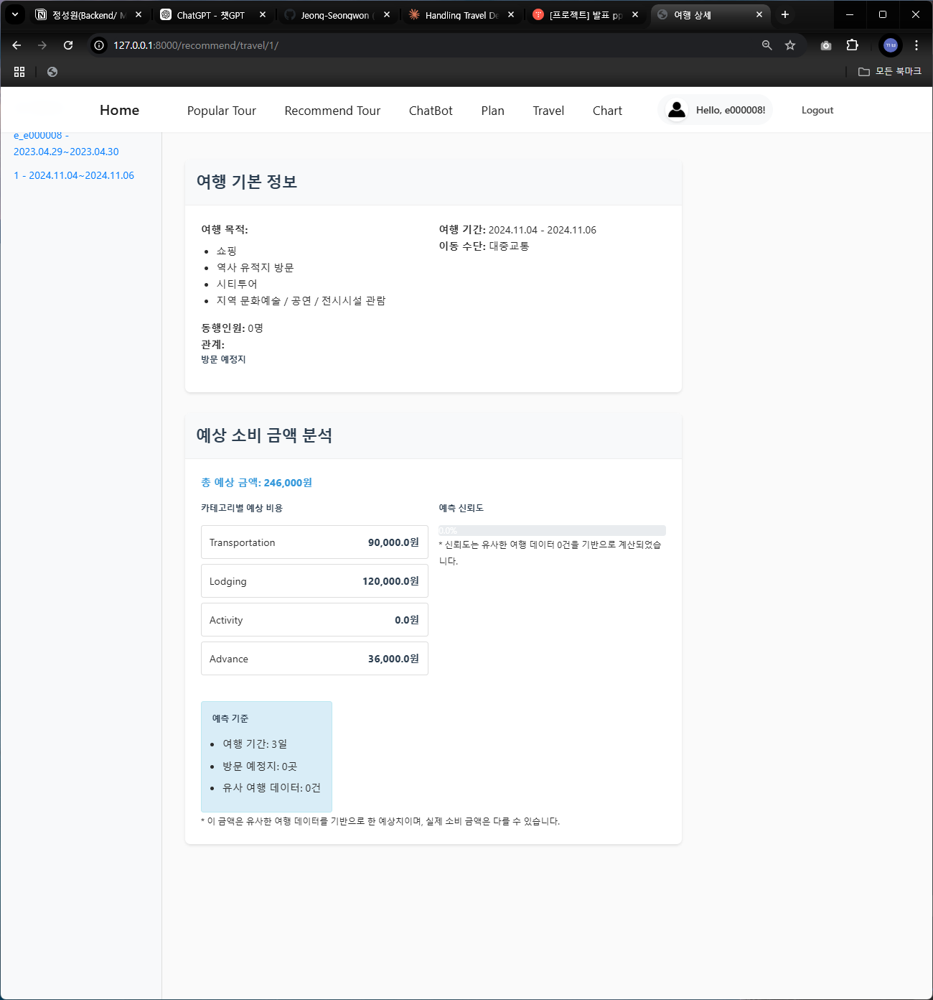 정성원(Backend/ M
ChatGPT - 챗GPT
Jeong-Seongwon (
Handling Travel De
[프로젝트] 발표 pp
여행 상세
127.0.0.1:8000/recommend/travel/1/
ㄲㅂ
모든 북마크
Home
Popular Tour
Recommend Tour
ChatBot
Plan
Travel
Chart
Hello, e000008!
Logout
e_e000008 -
2023.04.29~2023.04.30
1 - 2024.11.04~2024.11.06
여행 기본 정보
여행 목적:
쇼핑
역사 유적지 방문
시티투어
지역 문화예술 / 공연 / 전시시설 관람
동행인원: 0명
관계:
방문 예정지
여행 기간: 2024.11.04 - 2024.11.06
이동 수단: 대중교통
예상 소비 금액 분석
총 예상 금액: 246,000원
카테고리별 예상 비용
Transportation 90,000.0원
Lodging 120,000.0원
Activity 0.0원
Advance 36,000.0원
예측 신뢰도
0.0%
* 신뢰도는 유사한 여행 데이터 0건을 기반으로 계산되었습
니다.
예측 기준
여행 기간: 3일
방문 예정지: 0곳
유사 여행 데이터: 0건
* 이 금액은 유사한 여행 데이터를 기반으로 한 예상치이며, 실제 소비 금액은 다를 수 있습니다.